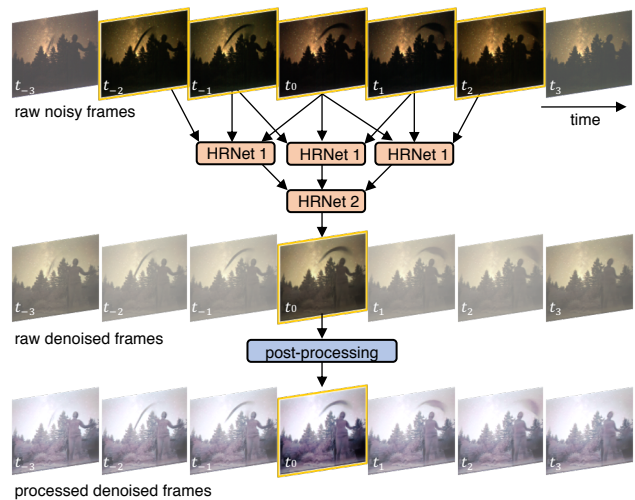 t₋₃ t₋₂ t₋₁ t₀ t₁ t₂ t₃
raw noisy frames
time
HRNet 1 HRNet 1 HRNet 1
HRNet 2
t₋₃ t₋₂ t₋₁ t₀ t₁ t₂ t₃
raw denoised frames
post-processing
t₋₃ t₋₂ t₋₁ t₀ t₁ t₂ t₃
processed denoised frames